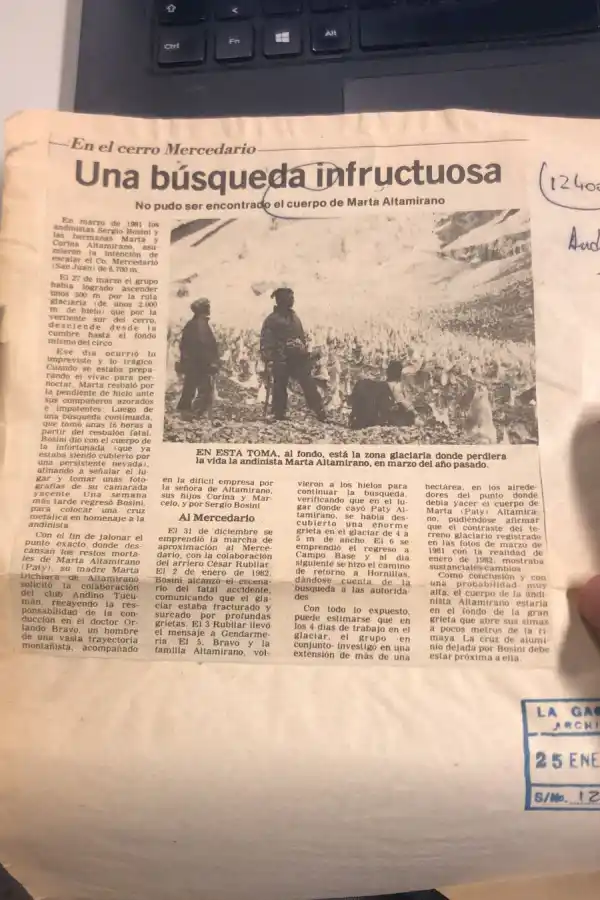 Ctrl
Fn
Alt
En el cerro Mercedario
Una búsqueda infructuosa
No pudo ser encontrado el cuerpo de Marta Altamirano
En marzo de 1981 los
andinistas Sergio Bosini y
las hermanas Marta y
Corina Altamirano, asu-
mieron la intención de
escalar el Co. Mercedario
(San Juan) de 6.700 m.
El 27 de marzo el grupo
había logrado ascender
unos 500 m. por la ruta
glaciaria (de unos 2.000
m. de hielo) que por la
vertiente sur del cerro,
desciende desde la
cumbre hasta el fondo
mismo del circo.
Ese día ocurrió lo
imprevisto y lo trágico.
Cuando se estaba prepa-
rando el vivac para per-
noctar, Marta resbaló por
la pendiente de hielo ante
sus compañeros azorados
e impotentes. Luego de
una búsqueda continuada,
que tomó unas 16 horas a
partir del resbalón fatal,
Bosini dio con el cuerpo de
la infortunada (que ya
estaba siendo cubierto por
una persistente nevada),
atinando a señalar el lu-
gar y tomar unas foto-
grafías de su camarada
yacente. Una semana
más tarde regresó Bosini,
para colocar una cruz
metálica en homenaje a la
andinista.
Con el fin de jalonar el
punto exacto donde des-
cansan los restos morta-
les de Marta Altamirano
(Paty), su madre Marta
de Altamirano
solicitó la colaboración
del club Andino Tucu-
mán, recayendo la res-
ponsabilidad de la con-
ducción en el doctor Or-
lando Bravo, un hombre
de una vasta trayectoria
montañista, acompañado
EN ESTA TOMA, al fondo, está la zona glaciaria donde perdiera
la vida la andinista Marta Altamirano, en marzo del año pasado.
en la difícil empresa por
la señora de Altamirano,
sus hijos Corina y Mar-
celo, y por Sergio Bosini
Al Mercedario
El 31 de diciembre se
emprendió la marcha de
aproximación al Merce-
dario, con la colaboración
del arriero César Rubilar.
El 2 de enero de 1982,
Bosini alcanzó el escena-
rio del fatal accidente,
comunicando que el gla-
ciar estaba fracturado y
surcado por profundas
grietas. El 3 Rubilar llevó
el mensaje a Gendarme-
ría. El 5, Bravo y la
familia Altamirano, vol-
vieron a los hielos para
continuar la búsqueda,
verificando que en el lu-
gar donde cayó Paty Al-
tamirano, se había des-
cubierto una enorme
grieta en el glaciar de 4 a
5 m de ancho. El 6 se
emprendió el regreso a
Campo Base y al día
siguiente se hizo el camino
de retorno a Hornillas,
dándose cuenta de la
búsqueda a las autorida-
des.
Con todo lo expuesto,
puede estimarse que en
los 4 días de trabajo en el
glaciar, el grupo en
conjunto investigó en una
extensión de más de una
hectárea, en los alrede-
dores del punto donde
debía yacer el cuerpo de
Marta (Paty) Altamira-
no, pudiéndose afirmar
que el contraste del te-
rreno glaciario registrado
en las fotos de marzo de
1981 con la realidad de
enero de 1982, mostraba
sustanciales cambios.
Como conclusión y con
una probabilidad muy
alta, el cuerpo de la andi-
nista Altamirano estaría
en el fondo de la gran
grieta que abre sus simas
a pocos metros de la ri-
maya. La cruz de alumi-
nio dejada por Bosini debe
estar próxima a ella.
And
LA GA
ARCHI
25 ENE
S/No. 12